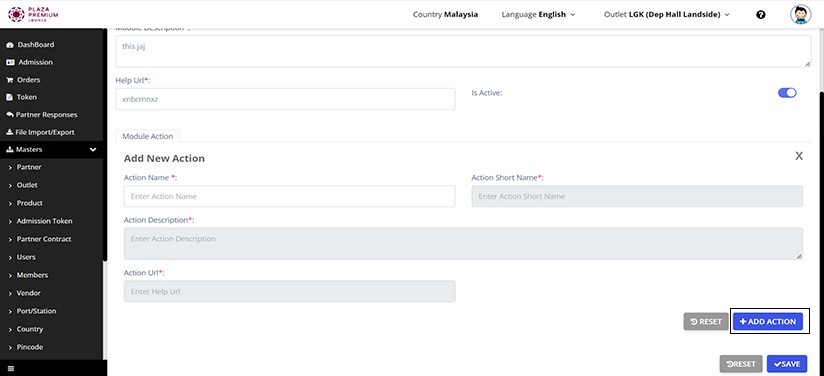 PLAZA
PREMIUM
LOUNGE
Country Malaysia
Language English
Outlet LGK (Dep Hall Landside)
DashBoard
Admission
Orders
Token
Partner Responses
File Import/Export
Masters
Partner
Outlet
Product
Admission Token
Partner Contract
Users
Members
Vendor
Port/Station
Country
Pincode
Module Description*:
this jaj
Help Url*:
xnbcmnxz
Is Active:
Module Action
Add New Action
X
Action Name *:
Action Short Name*:
Enter Action Name
Enter Action Short Name
Action Description*:
Enter Action Description
Action Url*:
Enter Help Url
RESET
+ ADD ACTION
RESET
SAVE